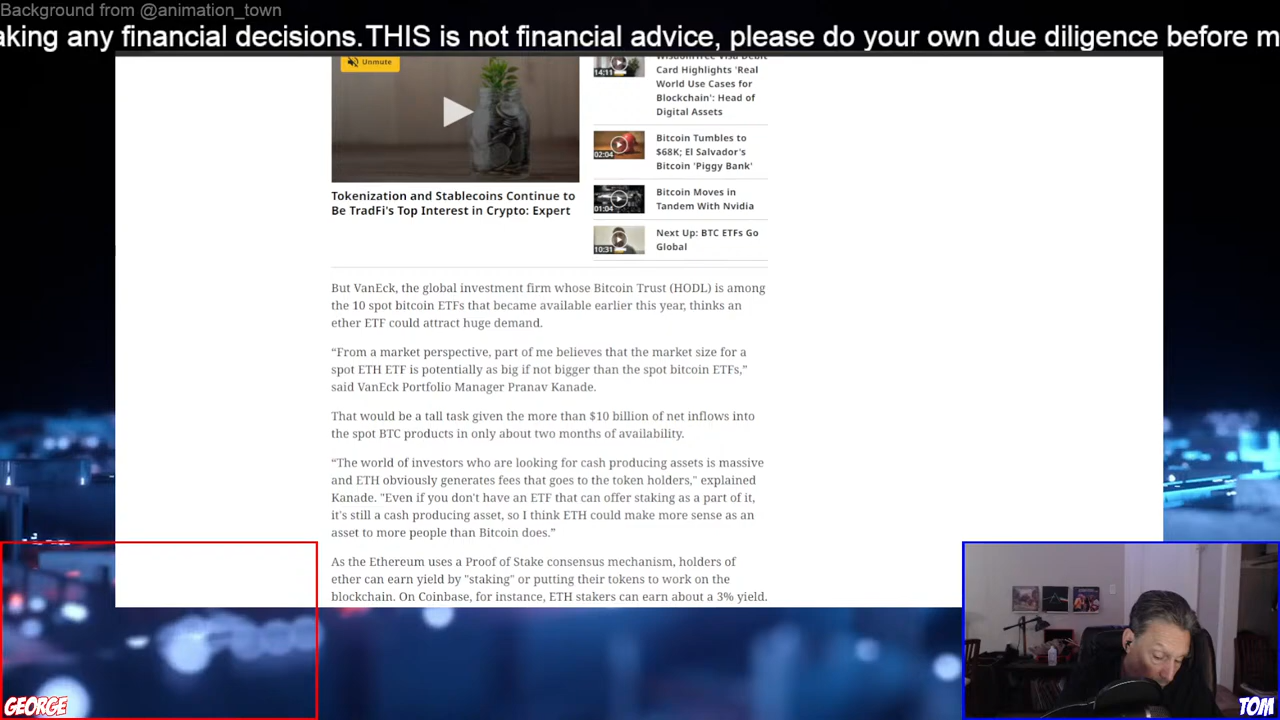 Background from @animation_town
aking any financial decisions.THIS is not financial advice, please do your own due diligence before m
Unmute
14:11
Card Highlights 'Real
World Use Cases for
Blockchain': Head of
Digital Assets
02:04
Bitcoin Tumbles to
$68K; El Salvador's
Bitcoin 'Piggy Bank'
Tokenization and Stablecoins Continue to
Be TradFi's Top Interest in Crypto: Expert
01:04
Bitcoin Moves in
Tandem With Nvidia
10:31
Next Up: BTC ETFs Go
Global
But VanEck, the global investment firm whose Bitcoin Trust (HODL) is among
the 10 spot bitcoin ETFs that became available earlier this year, thinks an
ether ETF could attract huge demand.
“From a market perspective, part of me believes that the market size for a
spot ETH ETF is potentially as big if not bigger than the spot bitcoin ETFs,”
said VanEck Portfolio Manager Pranav Kanade.
That would be a tall task given the more than $10 billion of net inflows into
the spot BTC products in only about two months of availability.
“The world of investors who are looking for cash producing assets is massive
and ETH obviously generates fees that goes to the token holders," explained
Kanade. "Even if you don't have an ETF that can offer staking as a part of it,
it's still a cash producing asset, so I think ETH could make more sense as an
asset to more people than Bitcoin does.”
As the Ethereum uses a Proof of Stake consensus mechanism, holders of
ether can earn yield by "staking" or putting their tokens to work on the
blockchain. On Coinbase, for instance, ETH stakers can earn about a 3% yield.
GEORGE
TOM